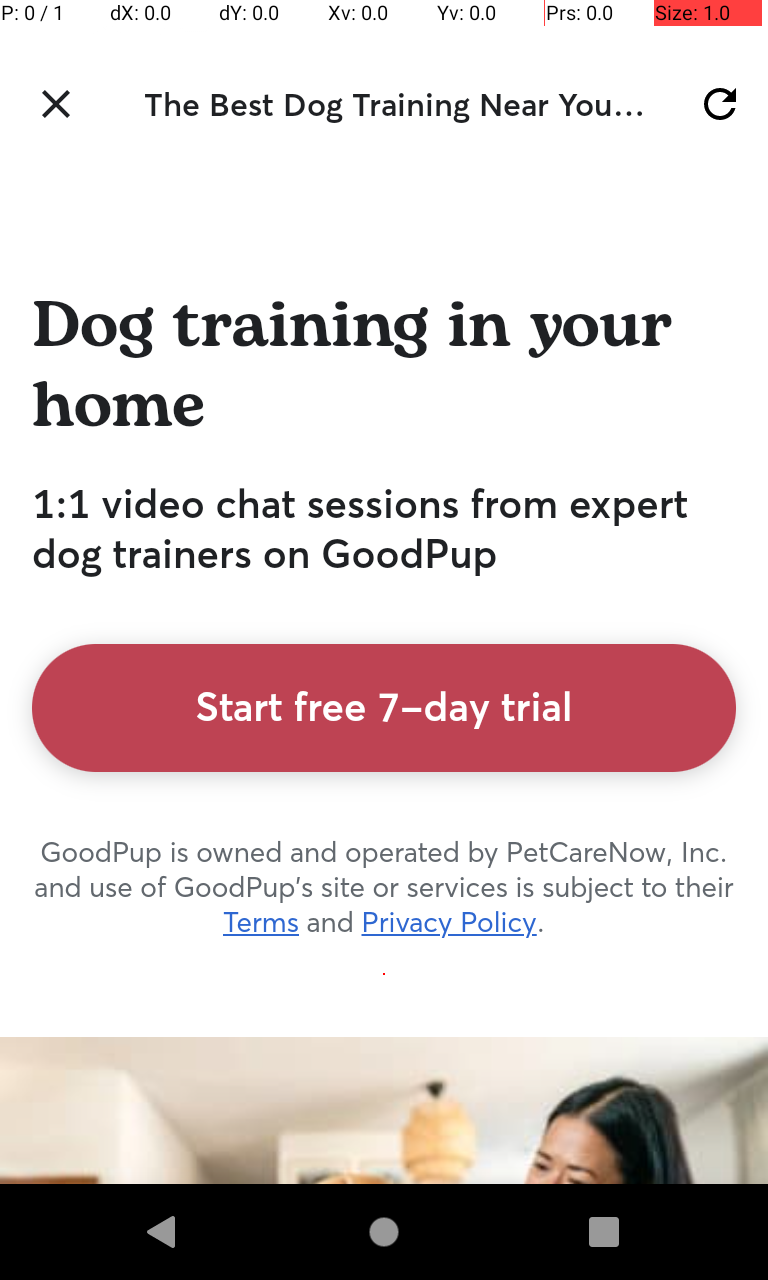 P: 0 / 1 dX: 0.0 dY: 0.0 Xv: 0.0 Yv: 0.0 Prs: 0.0 Size: 1.0
The Best Dog Training Near You...
Dog training in your
home
1:1 video chat sessions from expert
dog trainers on GoodPup
Start free 7-day trial
GoodPup is owned and operated by PetCareNow, Inc.
and use of GoodPup's site or services is subject to their
Terms and Privacy Policy.